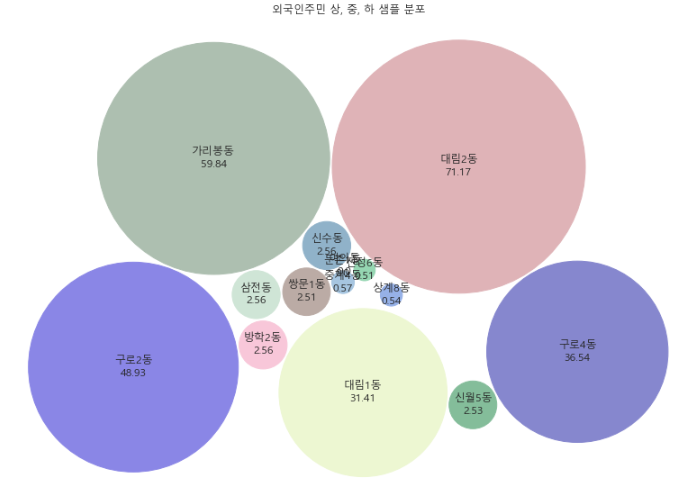 외국인주민 상, 중, 하 샘플 분포
가리봉동
59.84
대림2동
71.17
신수동
2.56
0.51
중계4동
0.57
상계8동
0.54
삼전동
2.56
쌍문1동
2.51
방학2동
2.56
구로2동
48.93
대림1동
31.41
구로4동
36.54
신월5동
2.53